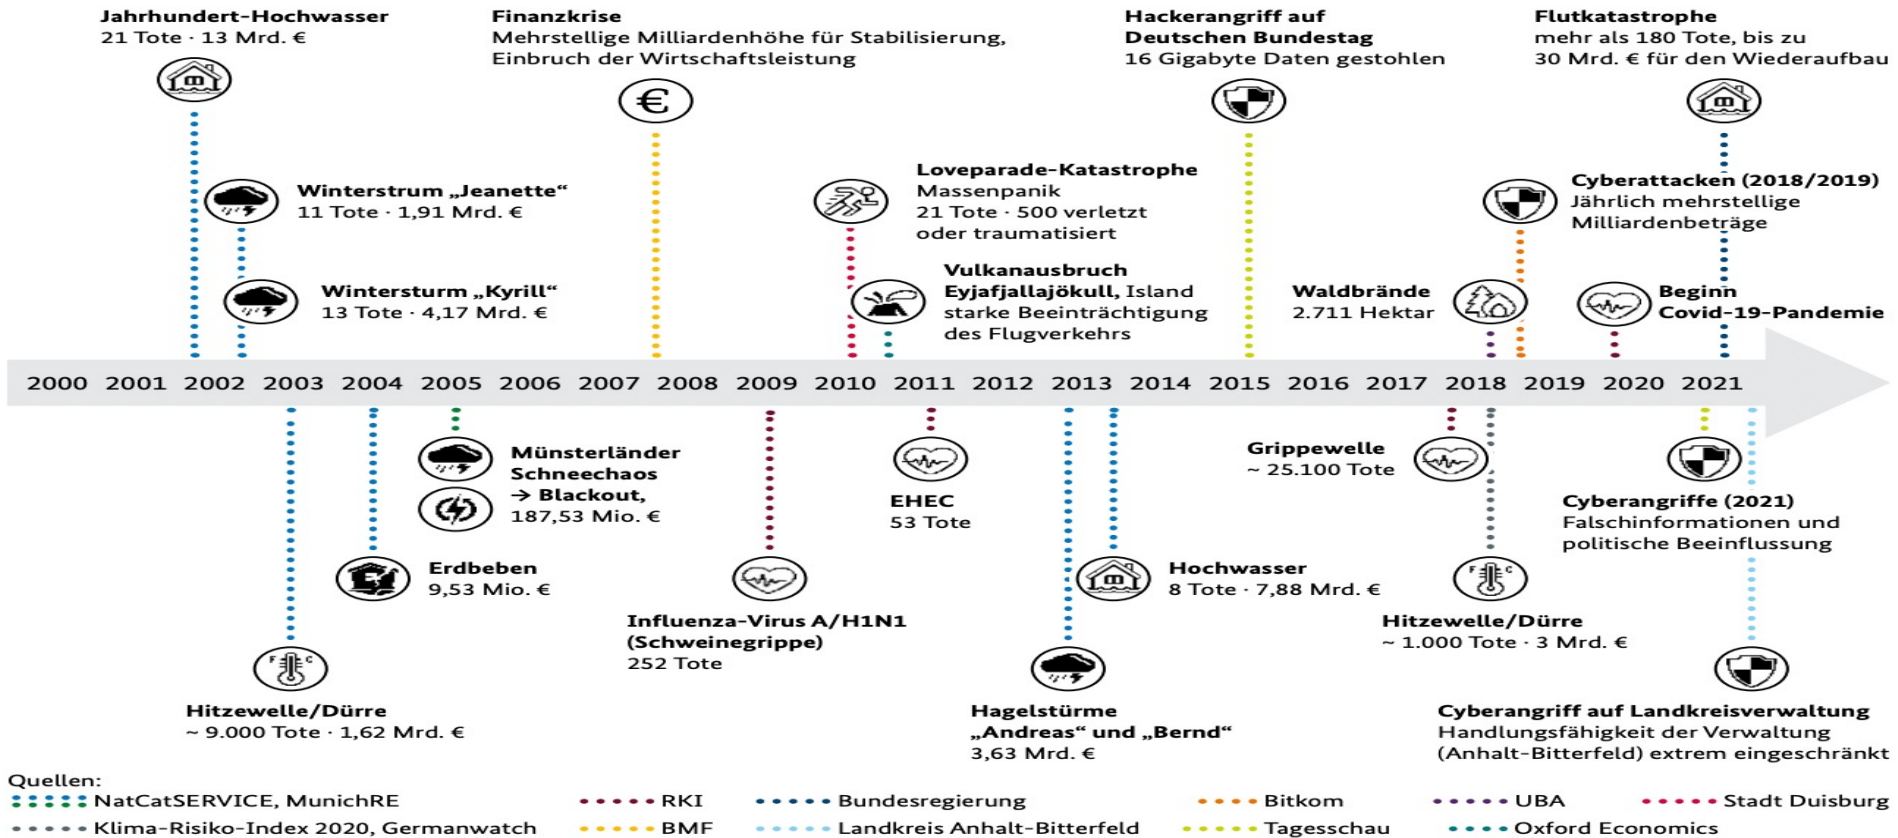 Jahrhundert-Hochwasser
21 Tote · 13 Mrd. €
Finanzkrise
Mehrstellige Milliardenhöhe für Stabilisierung,
Einbruch der Wirtschaftsleistung
Hackerangriff auf
Deutschen Bundestag
16 Gigabyte Daten gestohlen
Flutkatastrophe
mehr als 180 Tote, bis zu
30 Mrd. € für den Wiederaufbau
Winterstrum „Jeanette“
11 Tote · 1,91 Mrd. €
Loveparade-Katastrophe
Massenpanik
21 Tote · 500 verletzt
oder traumatisiert
Cyberattacken (2018/2019)
Jährlich mehrstellige
Milliardenbeträge
Wintersturm „Kyrill“
13 Tote · 4,17 Mrd. €
Vulkanausbruch
Eyjafjallajökull, Island
starke Beeinträchtigung
des Flugverkehrs
Waldbrände
2.711 Hektar
Beginn
Covid-19-Pandemie
2000 2001 2002 2003 2004 2005 2006 2007 2008 2009 2010 2011 2012 2013 2014 2015 2016 2017 2018 2019 2020 2021
Münsterländer
Schneechaos
→ Blackout,
187,53 Mio. €
EHEC
53 Tote
Grippewelle
~ 25.100 Tote
Cyberangriffe (2021)
Falschinformationen und
politische Beeinflussung
Erdbeben
9,53 Mio. €
Hochwasser
8 Tote · 7,88 Mrd. €
F C
Influenza-Virus A/H1N1
(Schweinegrippe)
252 Tote
Hitzewelle/Dürre
~ 1.000 Tote · 3 Mrd. €
F C
Hitzewelle/Dürre
~ 9.000 Tote · 1,62 Mrd. €
Hagelstürme
„Andreas“ und „Bernd“
3,63 Mrd. €
Cyberangriff auf Landkreisverwaltung
Handlungsfähigkeit der Verwaltung
(Anhalt-Bitterfeld) extrem eingeschränkt
Quellen:
NatCatSERVICE, MunichRE
RKI
Bundesregierung
Bitkom
UBA
Stadt Duisburg
Klima-Risiko-Index 2020, Germanwatch
BMF
Landkreis Anhalt-Bitterfeld
Tagesschau
Oxford Economics